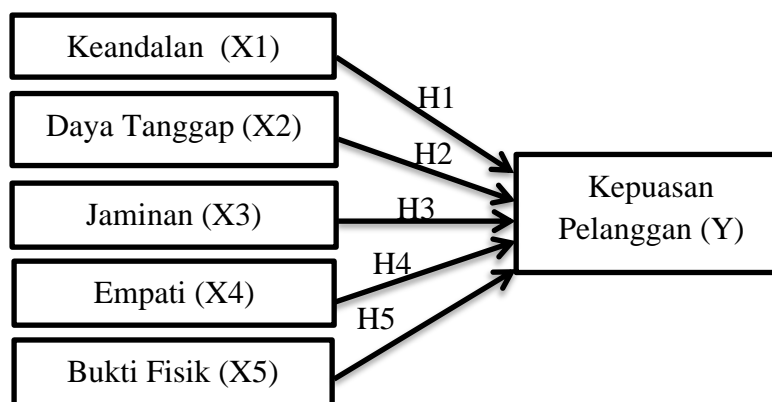 Keandalan (X1)
H1
Daya Tanggap (X2)
H2
Kepuasan
Pelanggan (Y)
Jaminan (X3)
H3
Empati (X4)
H4
H5
Bukti Fisik (X5)